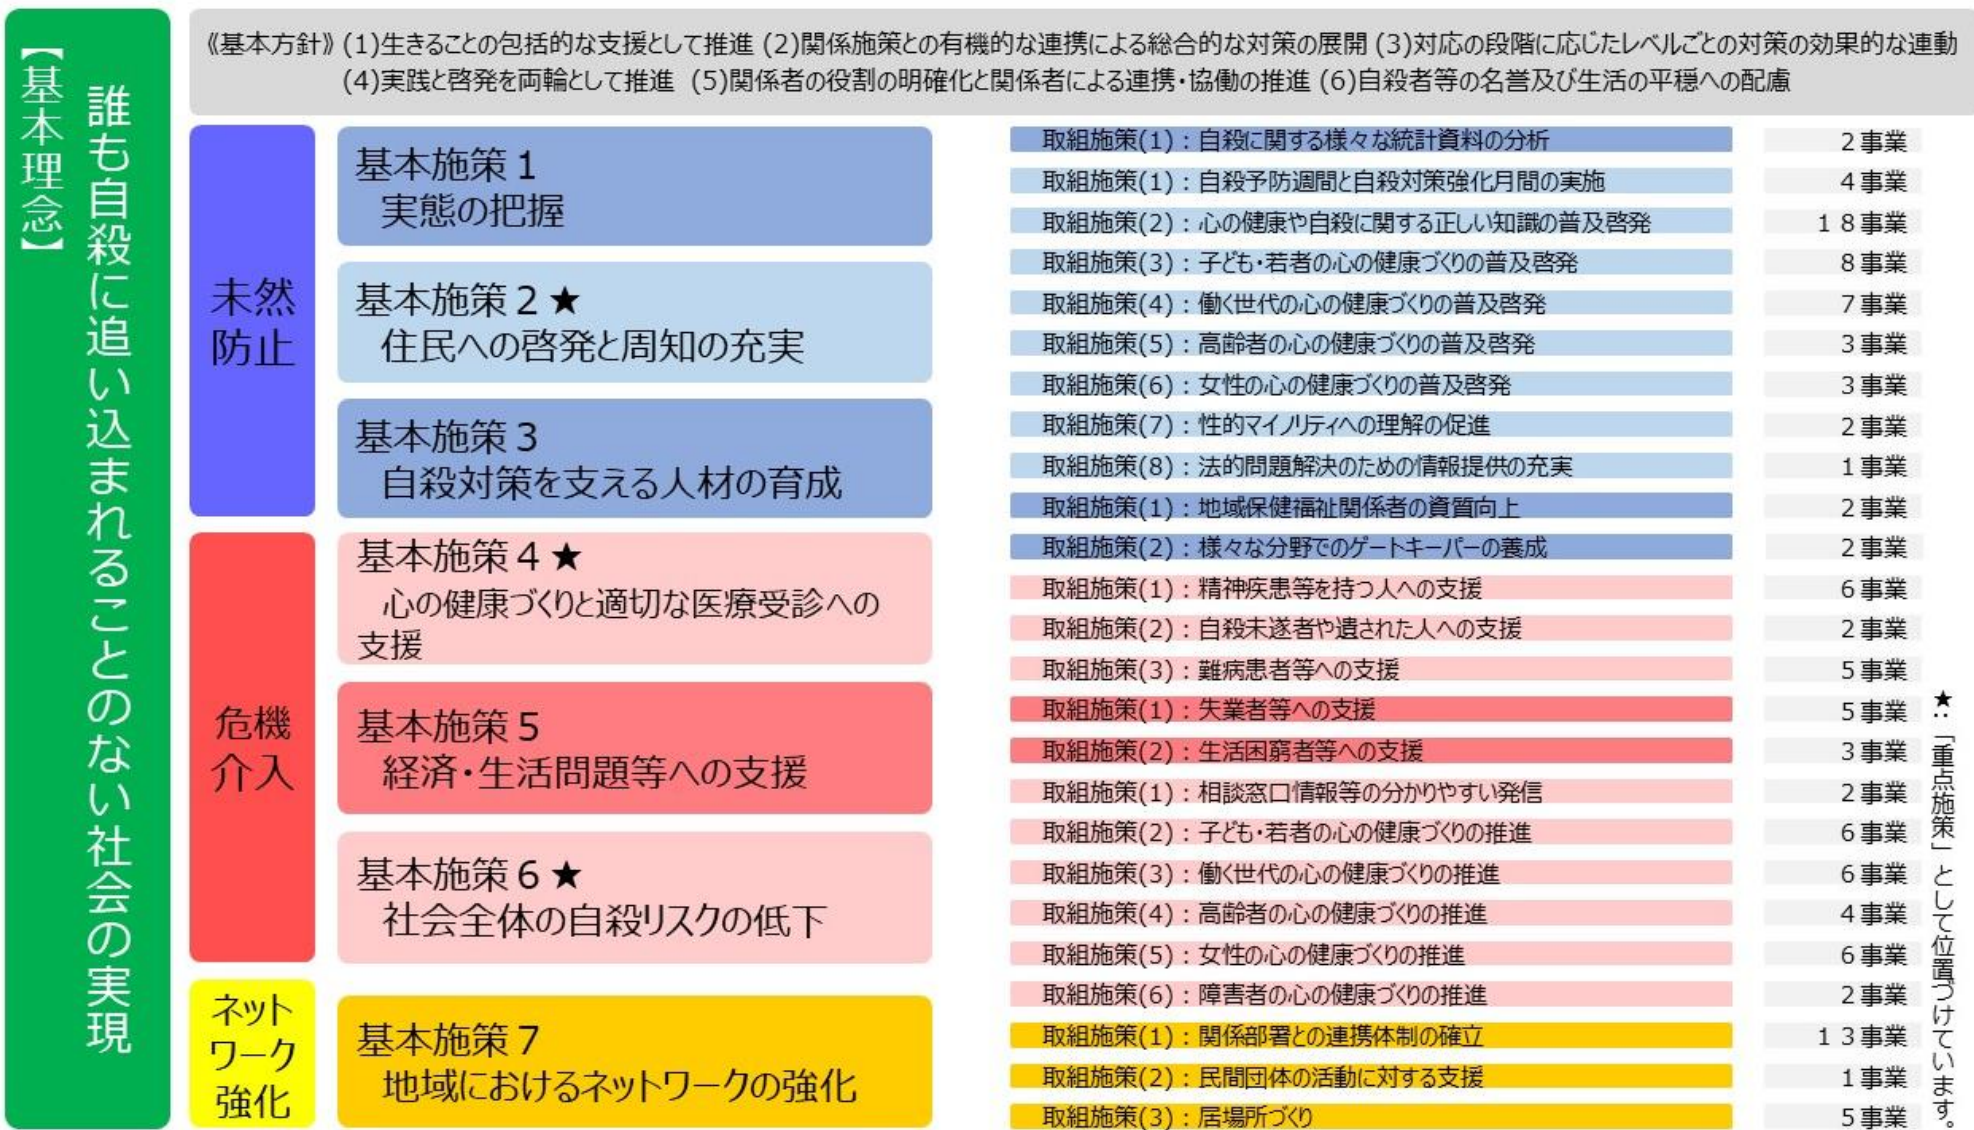 【基本理念】
誰も自殺に追い込まれることのない社会の実現
《基本方針》(1)生きることの包括的な支援として推進 (2)関係施策との有機的な連携による総合的な対策の展開 (3)対応の段階に応じたレベルごとの対策の効果的な連動
(4)実践と啓発を両輪として推進 (5)関係者の役割の明確化と関係者による連携・協働の推進 (6)自殺者等の名誉及び生活の平穏への配慮
未然
防止
基本施策1
実態の把握
基本施策2★
住民への啓発と周知の充実
基本施策3
自殺対策を支える人材の育成
危機
介入
基本施策4★
心の健康づくりと適切な医療受診への
支援
基本施策5
経済・生活問題等への支援
基本施策6★
社会全体の自殺リスクの低下
ネット
ワーク
強化
基本施策7
地域におけるネットワークの強化
取組施策(1)：自殺に関する様々な統計資料の分析 2事業
取組施策(1)：自殺予防週間と自殺対策強化月間の実施 4事業
取組施策(2)：心の健康や自殺に関する正しい知識の普及啓発 18事業
取組施策(3)：子ども・若者の心の健康づくりの普及啓発 8事業
取組施策(4)：働く世代の心の健康づくりの普及啓発 7事業
取組施策(5)：高齢者の心の健康づくりの普及啓発 3事業
取組施策(6)：女性の心の健康づくりの普及啓発 3事業
取組施策(7)：性的マイノリティへの理解の促進 2事業
取組施策(8)：法的問題解決のための情報提供の充実 1事業
取組施策(1)：地域保健福祉関係者の資質向上 2事業
取組施策(2)：様々な分野でのゲートキーパーの養成 2事業
取組施策(1)：精神疾患等を持つ人への支援 6事業
取組施策(2)：自殺未遂者や遺された人への支援 2事業
取組施策(3)：難病患者等への支援 5事業
取組施策(1)：失業者等への支援 5事業
取組施策(2)：生活困窮者等への支援 3事業
取組施策(1)：相談窓口情報等の分かりやすい発信 2事業
取組施策(2)：子ども・若者の心の健康づくりの推進 6事業
取組施策(3)：働く世代の心の健康づくりの推進 6事業
取組施策(4)：高齢者の心の健康づくりの推進 4事業
取組施策(5)：女性の心の健康づくりの推進 6事業
取組施策(6)：障害者の心の健康づくりの推進 2事業
取組施策(1)：関係部署との連携体制の確立 13事業
取組施策(2)：民間団体の活動に対する支援 1事業
取組施策(3)：居場所づくり 5事業
★：「重点施策」として位置づけています。